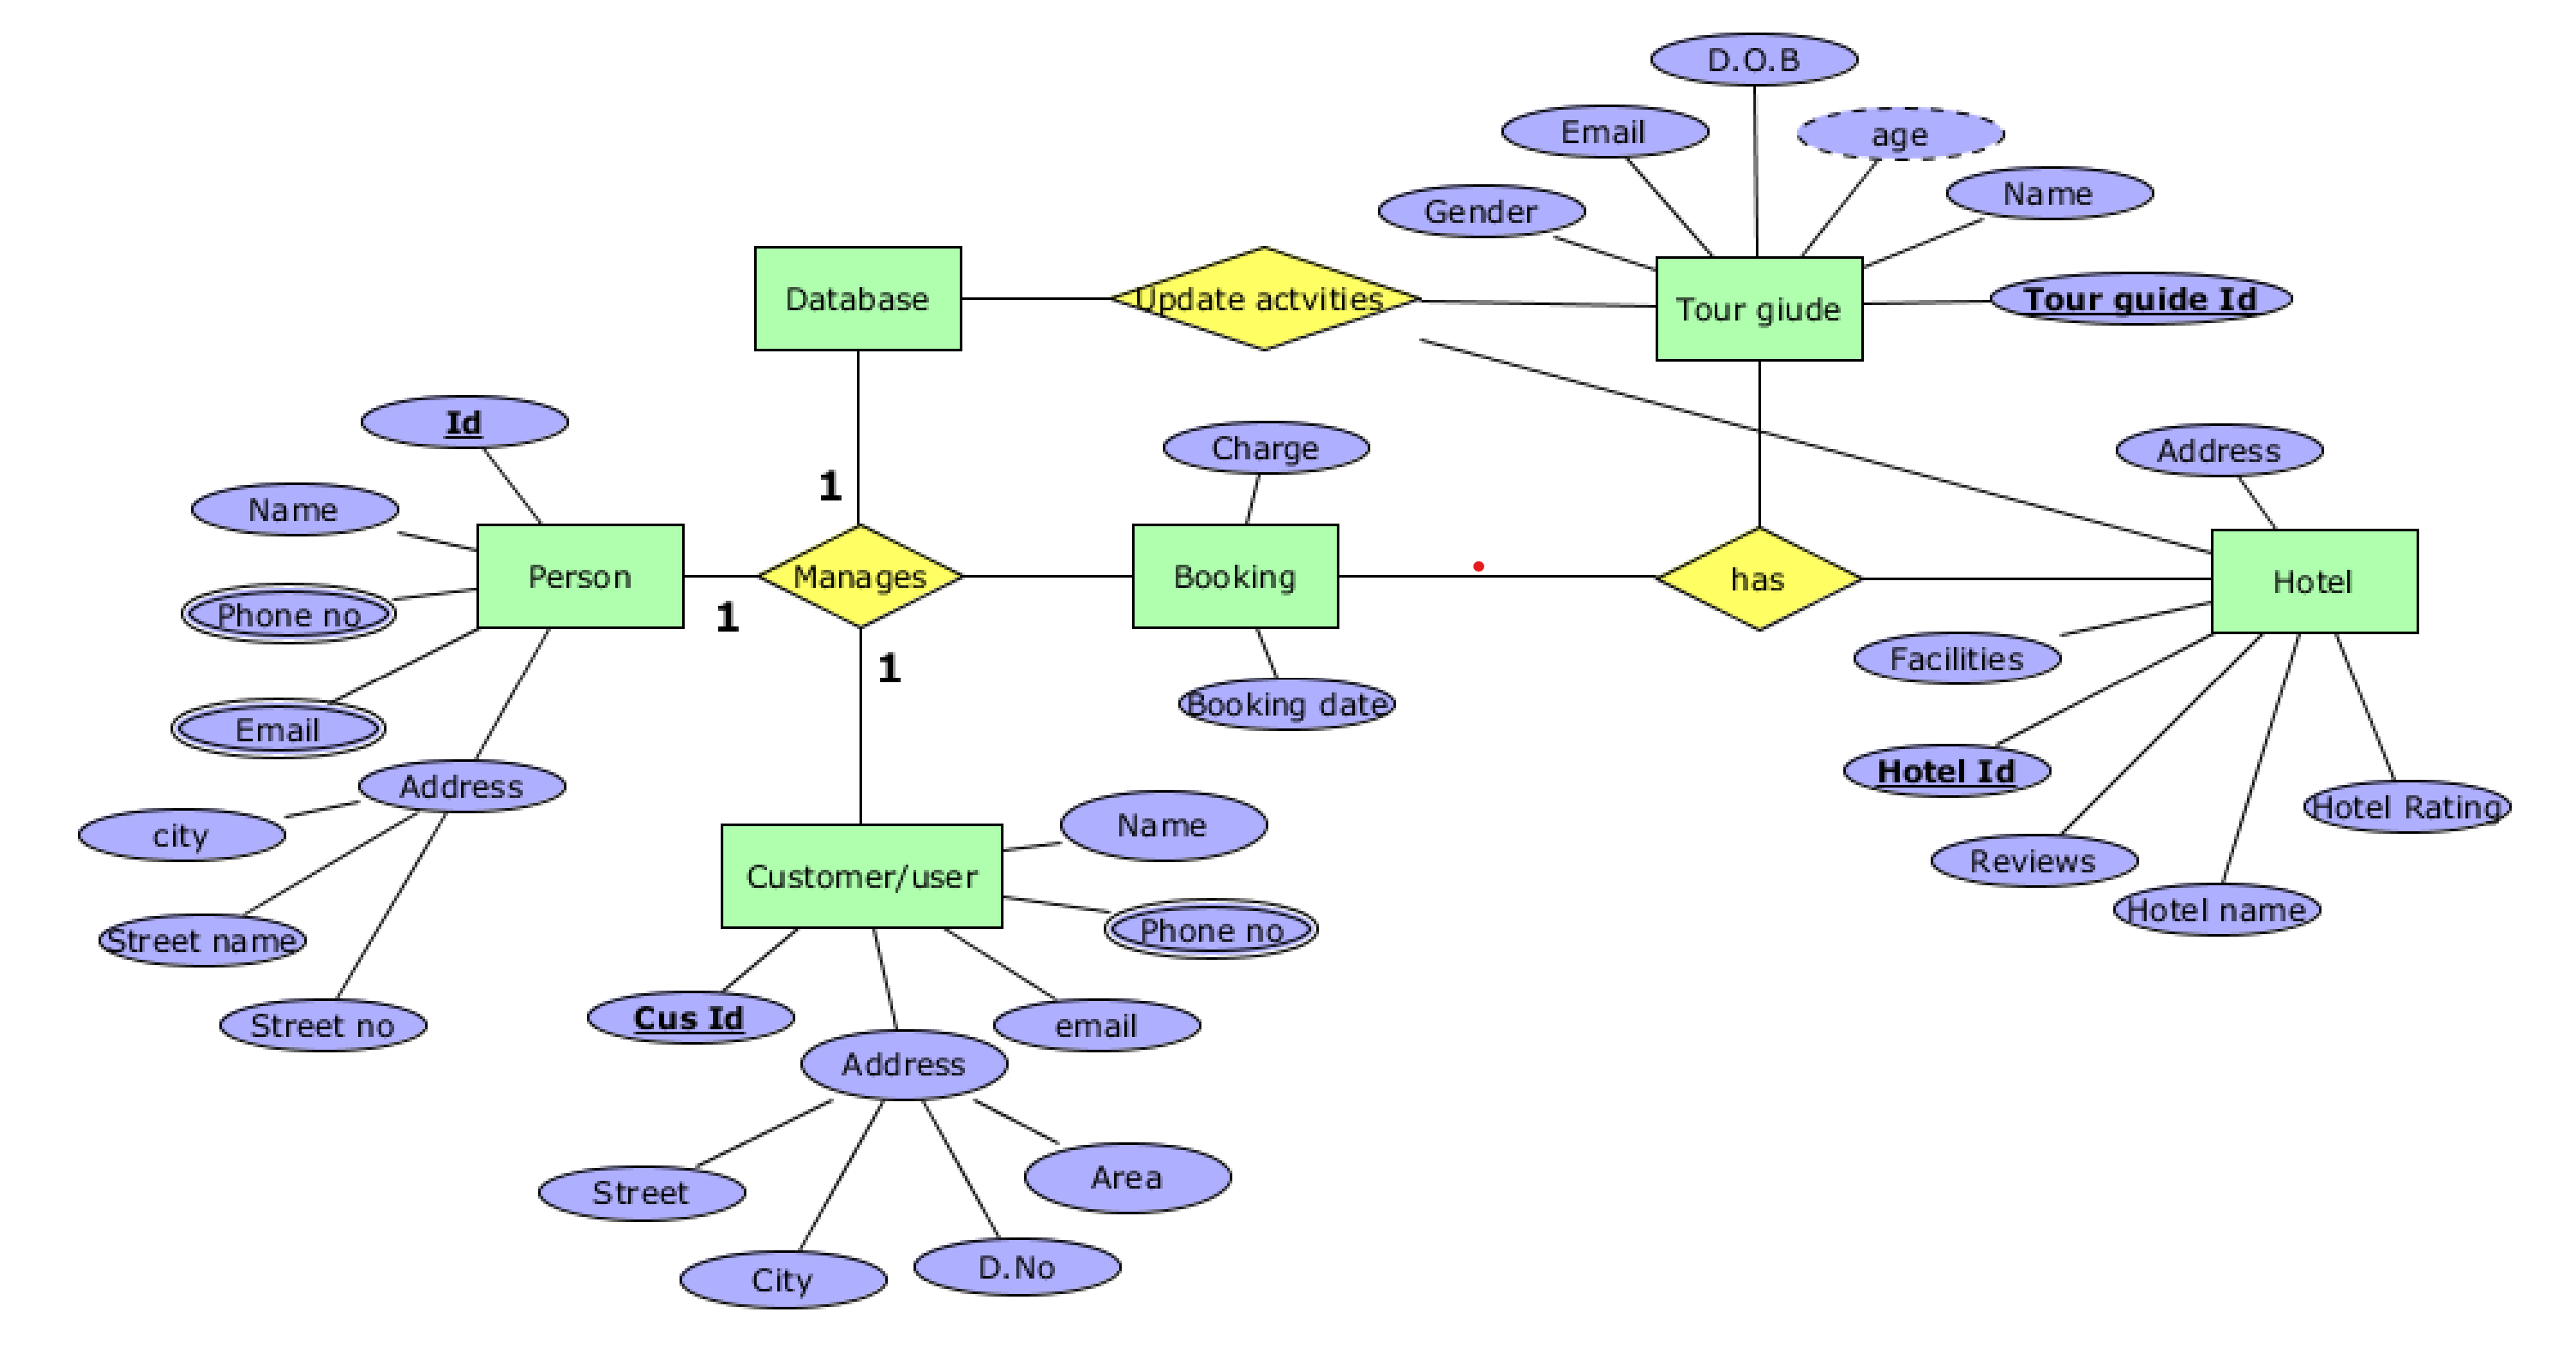 D.O.B
Email
age
Name
Gender
Database
Update actvities
Tour giude
Tour guide Id
Id
Charge
Address
1
Name
Person
Manages
Booking
has
Hotel
Phone no
1
1
Facilities
Email
Booking date
Hotel Id
Address
Hotel Rating
city
Name
Reviews
Customer/user
Hotel name
Street name
Phone no
Cus Id
email
Street no
Address
Area
Street
D.No
City